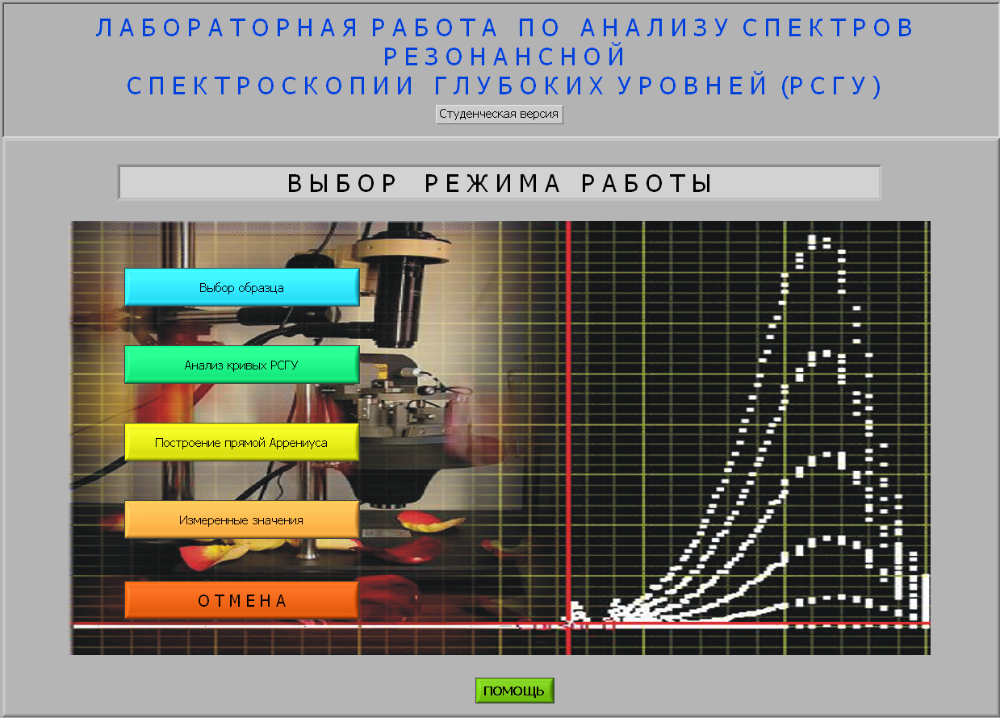 ЛАБОРАТОРНАЯ РАБОТА ПО АНАЛИЗУ СПЕКТРОВ
РЕЗОНАНСНОЙ
СПЕКТРОСКОПИИ ГЛУБОКИХ УРОВНЕЙ (РСГУ)
Студенческая версия
ВЫБОР РЕЖИМА РАБОТЫ
Выбор образца
Анализ кривых РСГУ
Построение прямой Аррениуса
Измеренные значения
ОТМЕНА
ПОМОЩЬ